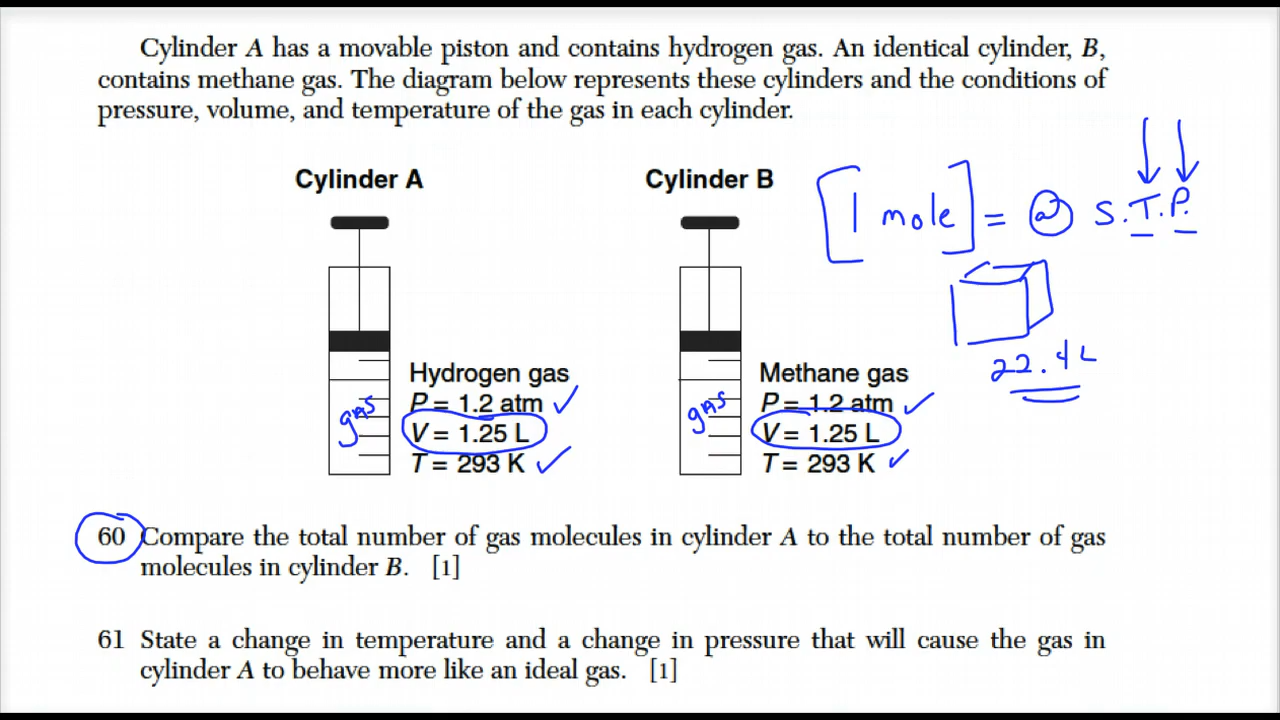 Cylinder A has a movable piston and contains hydrogen gas. An identical cylinder, B,
contains methane gas. The diagram below represents these cylinders and the conditions of
pressure, volume, and temperature of the gas in each cylinder.
Cylinder A
Cylinder B
[1 mole] = @ S.T.P.
22.4L
Hydrogen gas
P = 1.2 atm ✓
V = 1.25 L
T = 293 K ✓
gas
Methane gas
P = 1.2 atm ✓
V = 1.25 L
T = 293 K ✓
gas
60 Compare the total number of gas molecules in cylinder A to the total number of gas
molecules in cylinder B. [1]
61 State a change in temperature and a change in pressure that will cause the gas in
cylinder A to behave more like an ideal gas. [1]